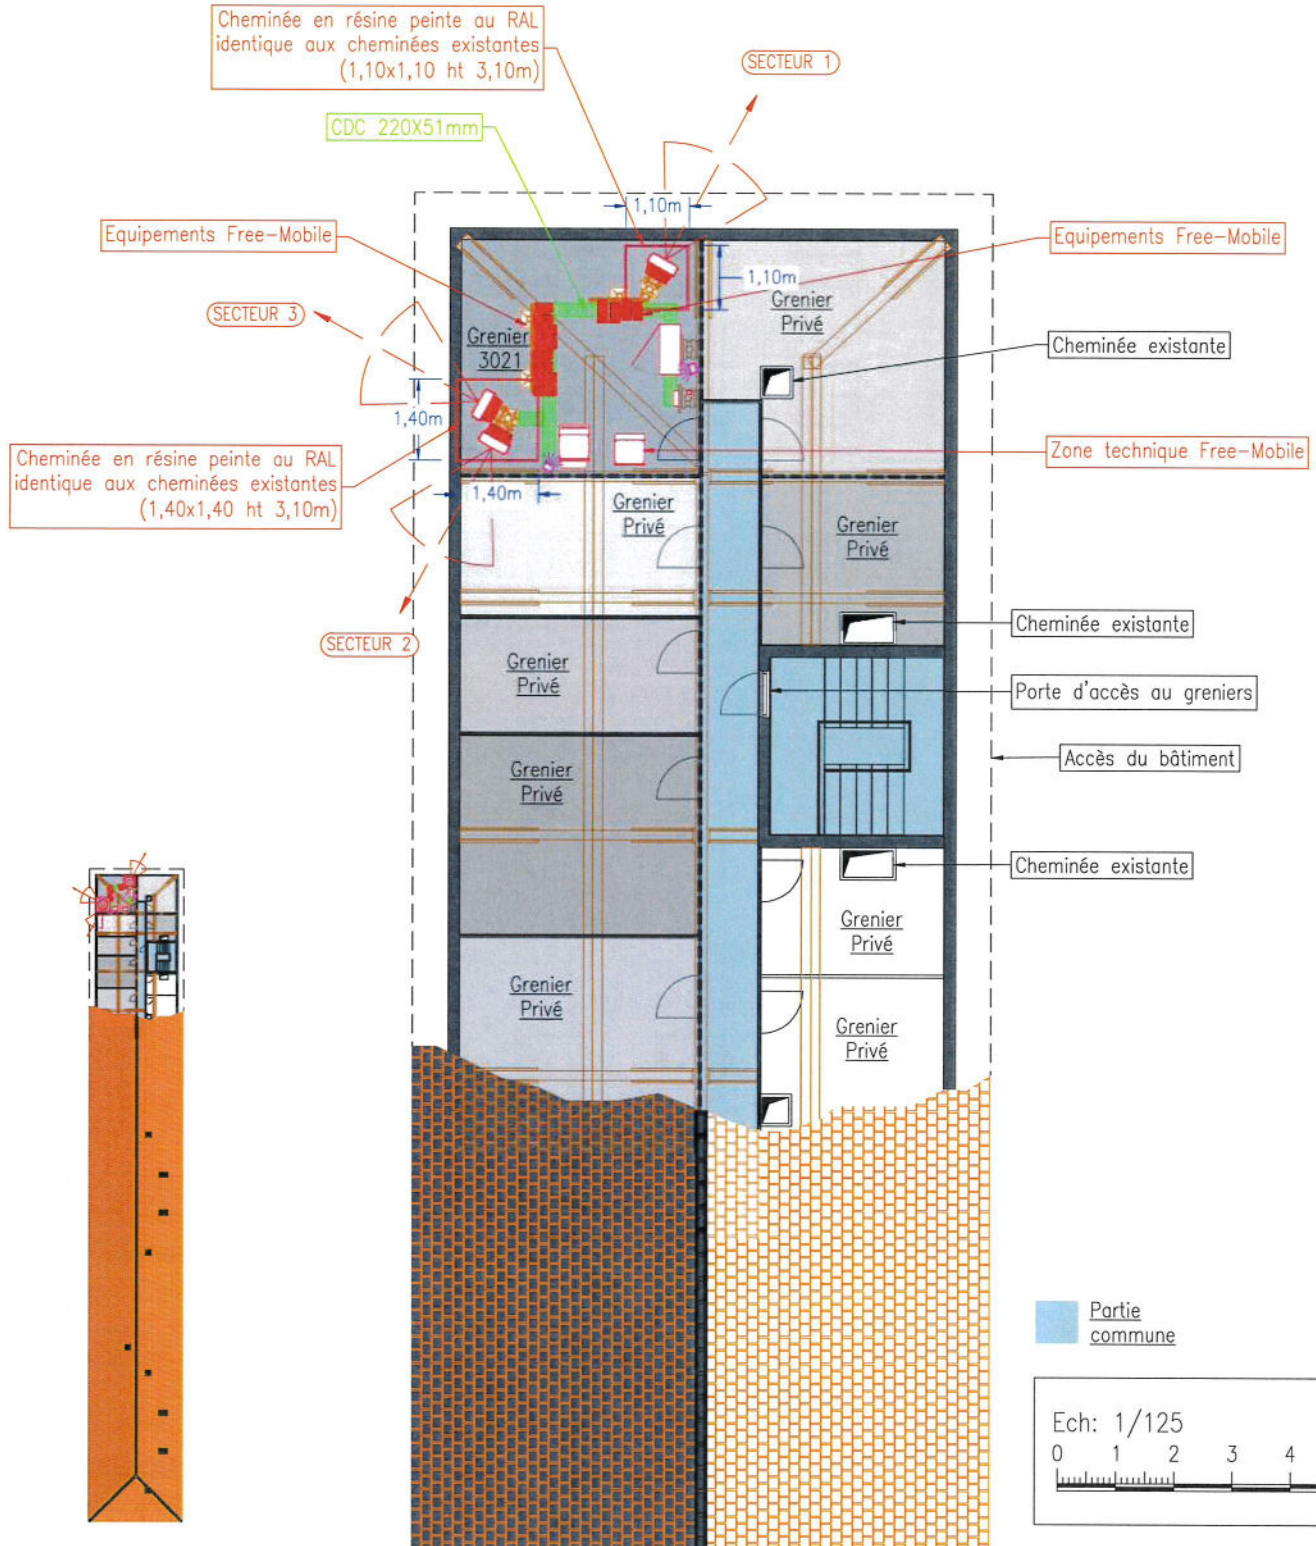 Cheminée en résine peinte au RAL
identique aux cheminées existantes
(1,10x1,10 ht 3,10m)
SECTEUR 1
CDC 220X51mm
1,10m
Equipements Free-Mobile
Equipements Free-Mobile
1,10m
Grenier
Privé
SECTEUR 3
Grenier
3021
Cheminée existante
1,40m
Cheminée en résine peinte au RAL
identique aux cheminées existantes
(1,40x1,40 ht 3,10m)
Zone technique Free-Mobile
1,40m
Grenier
Privé
Grenier
Privé
SECTEUR 2
Cheminée existante
Grenier
Privé
Porte d'accès au greniers
Grenier
Privé
Accès du bâtiment
Cheminée existante
Grenier
Privé
Grenier
Privé
Grenier
Privé
Partie
commune
Ech: 1/125
0 1 2 3 4